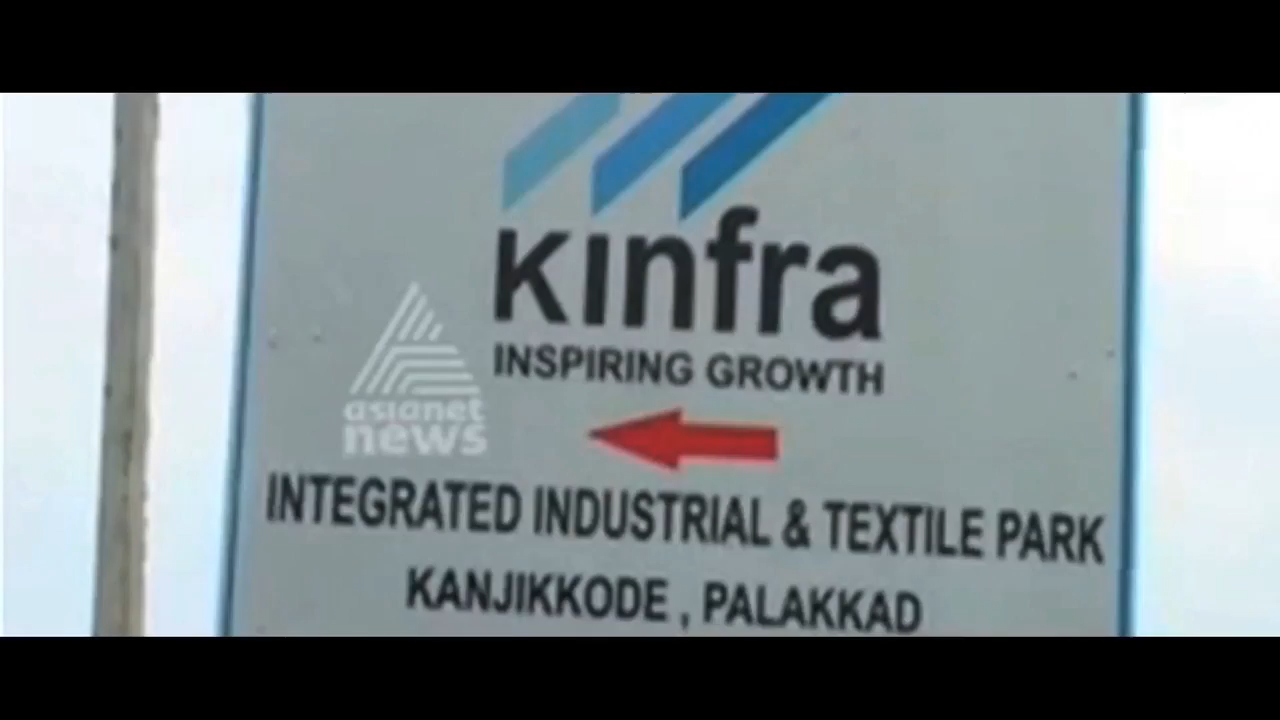 Kinfra
INSPIRING GROWTH
asianet
news
INTEGRATED INDUSTRIAL & TEXTILE PARK
KANJIKKODE , PALAKKAD